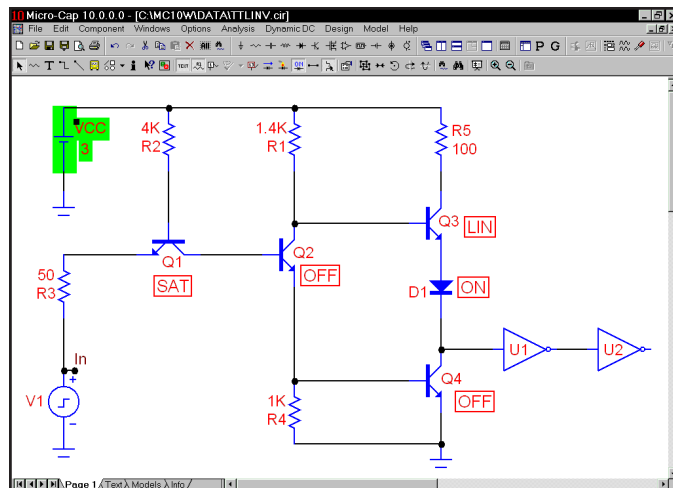 Micro-Cap 10.0.0.0 - [C:\MC10W\DATA\TTLINV.cir]
File Edit Component Windows Options Analysis Dynamic DC Design Model Help
TEXT
P G
VCC
3
4K
R2
1.4K
R1
R5
100
Q3
LIN
Q1
SAT
Q2
OFF
50
R3
D1
ON
In
U1
U2
V1
+
-
1K
R4
Q4
OFF
Page 1 Text Models Info